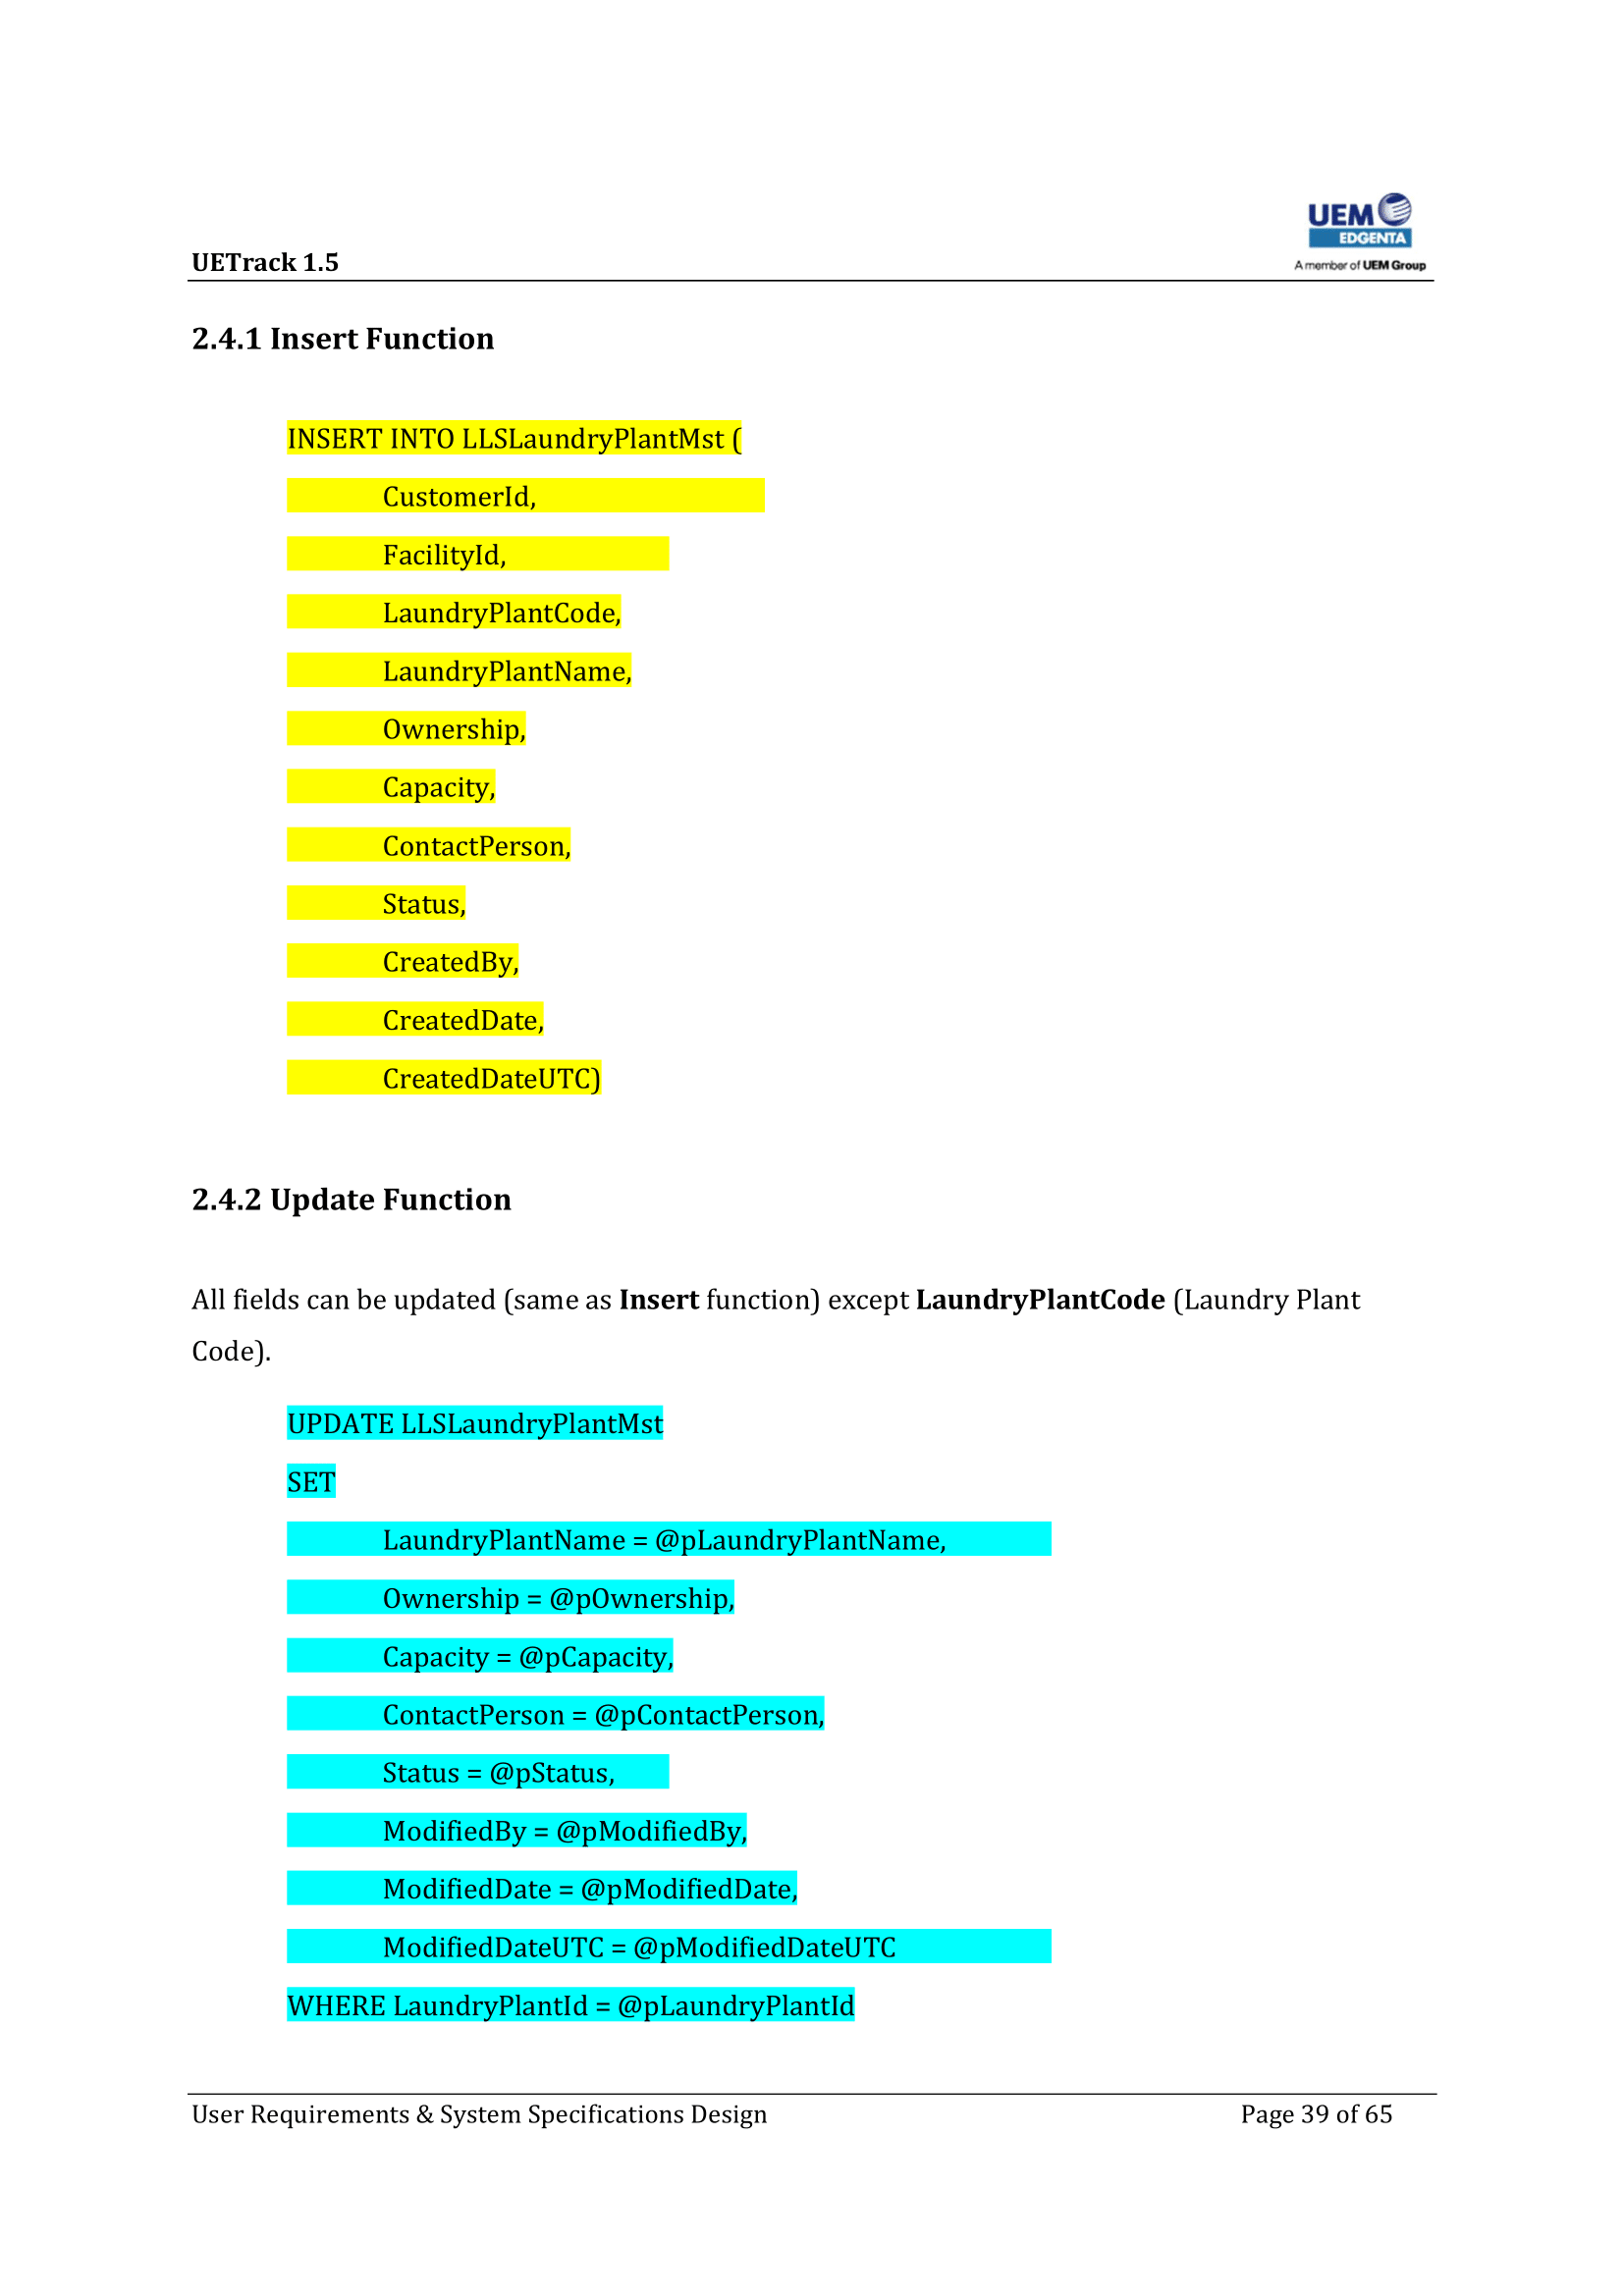 UEM
EDGENTA
A member of UEM Group
UETrack 1.5
2.4.1 Insert Function
INSERT INTO LLSLaundryPlantMst (
CustomerId,
FacilityId,
LaundryPlantCode,
LaundryPlantName,
Ownership,
Capacity,
ContactPerson,
Status,
CreatedBy,
CreatedDate,
CreatedDateUTC)
2.4.2 Update Function
All fields can be updated (same as Insert function) except LaundryPlantCode (Laundry Plant
Code).
UPDATE LLSLaundryPlantMst
SET
LaundryPlantName = @pLaundryPlantName,
Ownership = @pOwnership,
Capacity = @pCapacity,
ContactPerson = @pContactPerson,
Status = @pStatus,
ModifiedBy = @pModifiedBy,
ModifiedDate = @pModifiedDate,
ModifiedDateUTC = @pModifiedDateUTC
WHERE LaundryPlantId = @pLaundryPlantId
User Requirements & System Specifications Design Page 39 of 65